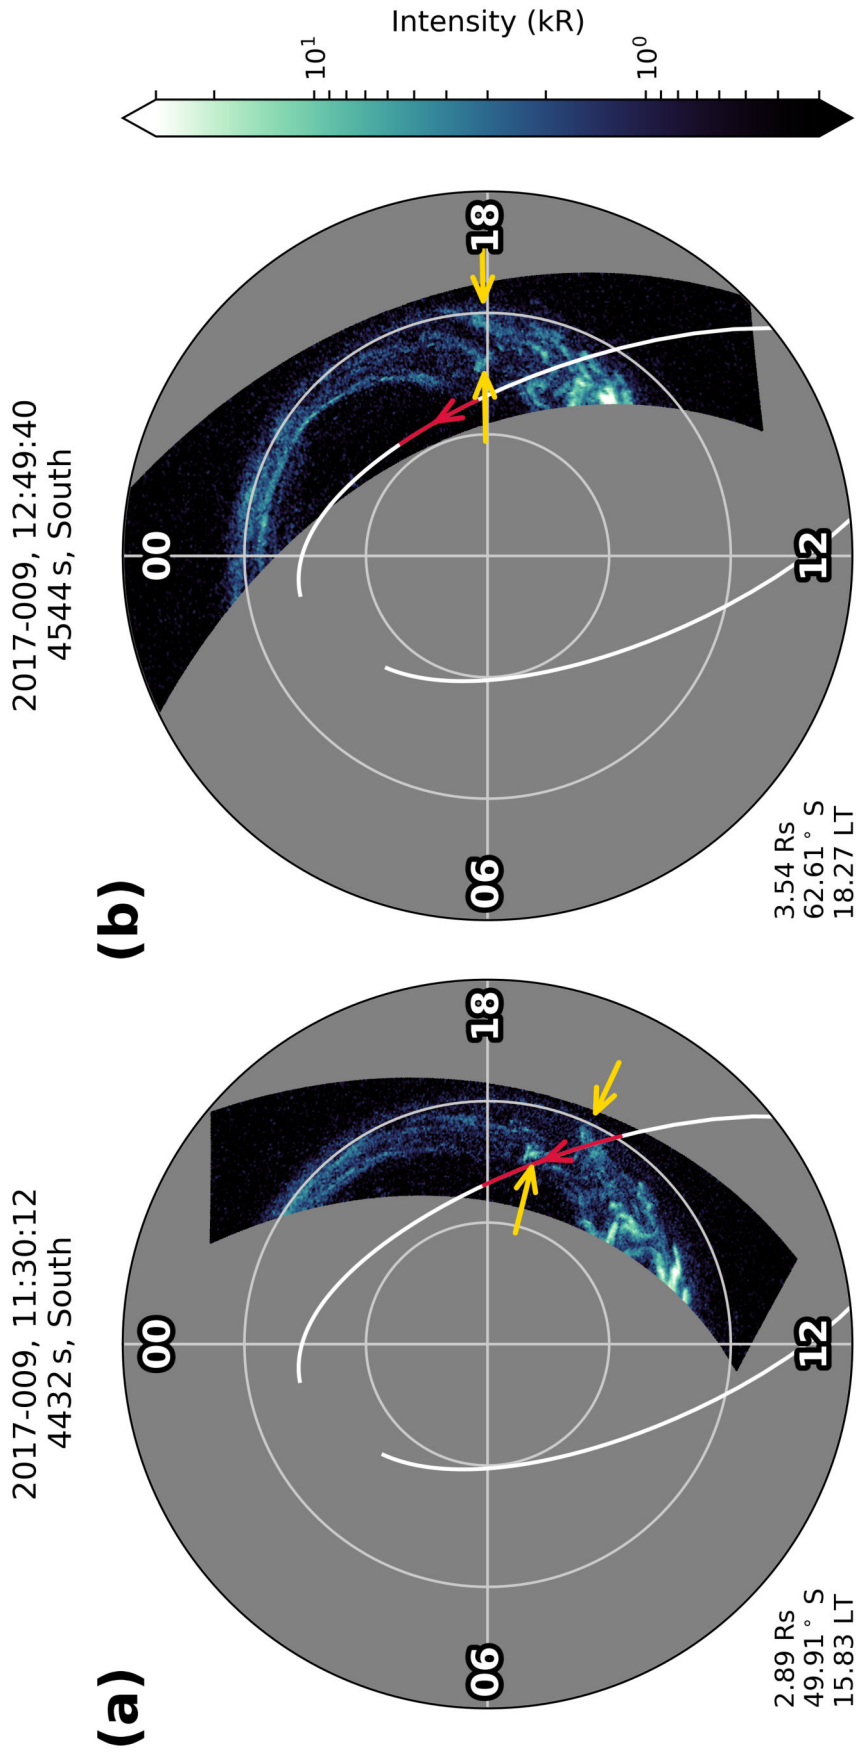 (a)
2017-009, 11:30:12
4432 s, South
00
06
18
12
2.89 Rs
49.91° S
15.83 LT
(b)
2017-009, 12:49:40
4544 s, South
00
06
18
12
3.54 Rs
62.61° S
18.27 LT
10¹
10⁰
Intensity (kR)